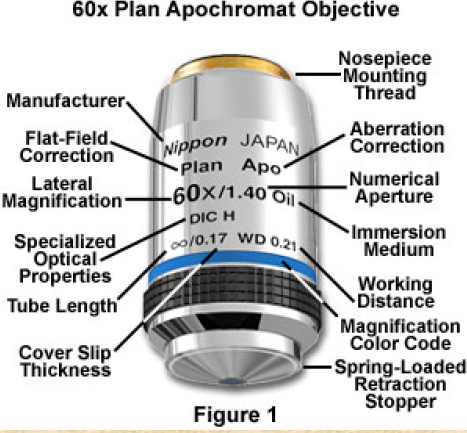 60x Plan Apochromat Objective
Nosepiece
Mounting
Thread
Manufacturer
Nippon JAPAN
Aberration
Correction
Flat-Field
Correction
Plan Apo
Lateral
Magnification
60X/1.40 Oil
Numerical
Aperture
DIC H
Immersion
Medium
Specialized
Optical
Properties
∞/0.17 WD 0.21
Working
Distance
Tube Length
Magnification
Color Code
Cover Slip
Thickness
Spring-Loaded
Retraction
Stopper
Figure 1